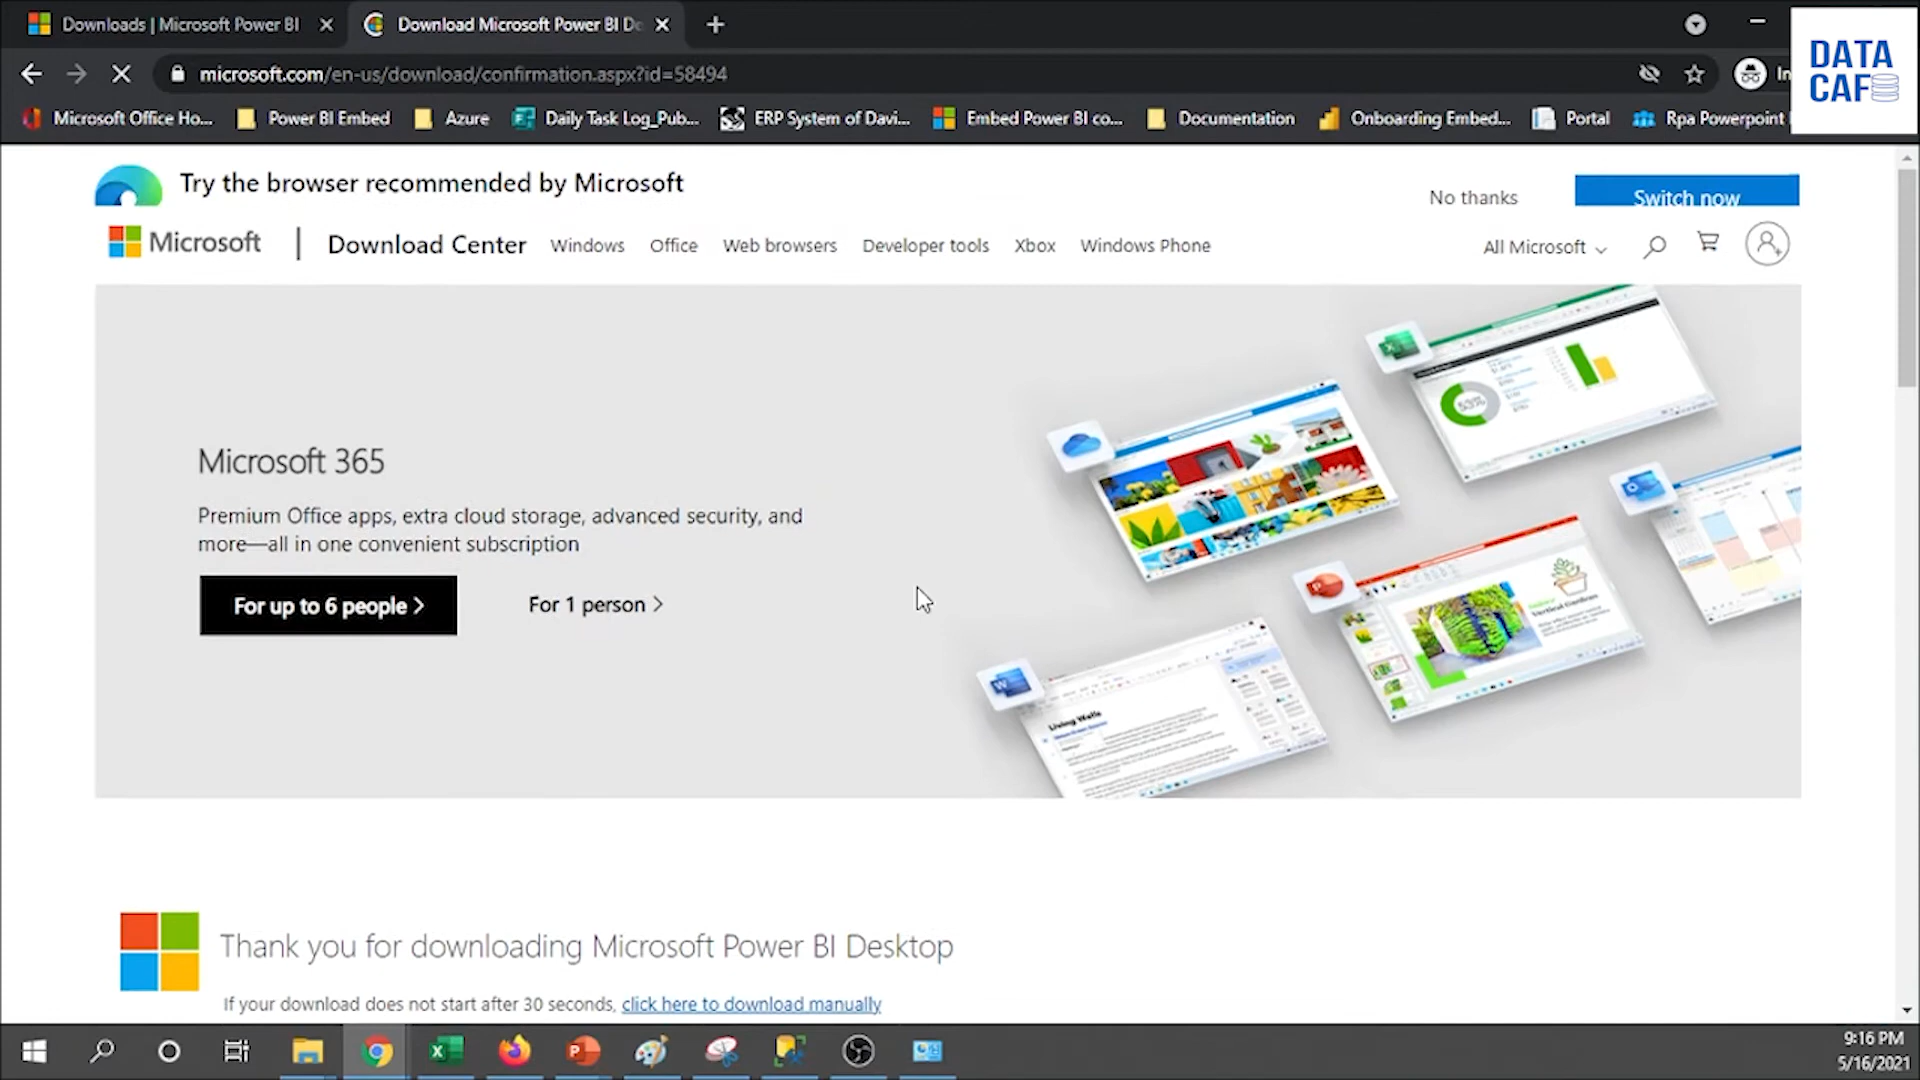 Downloads | Microsoft Power BI
Download Microsoft Power BI De
DATA
CAF
microsoft.com/en-us/download/confirmation.aspx?id=58494
Microsoft Office Ho...
Power BI Embed
Azure
Daily Task Log_Pub...
ERP System of Davi...
Embed Power BI co...
Documentation
Onboarding Embed...
Portal
Rpa Powerpoint
Try the browser recommended by Microsoft
No thanks
Switch now
Microsoft
Download Center
Windows
Office
Web browsers
Developer tools
Xbox
Windows Phone
All Microsoft
Microsoft 365
Premium Office apps, extra cloud storage, advanced security, and
more—all in one convenient subscription
For up to 6 people >
For 1 person >
Living Walls
Vertical Gardens
Thank you for downloading Microsoft Power BI Desktop
If your download does not start after 30 seconds, click here to download manually
9:16 PM
5/16/2021